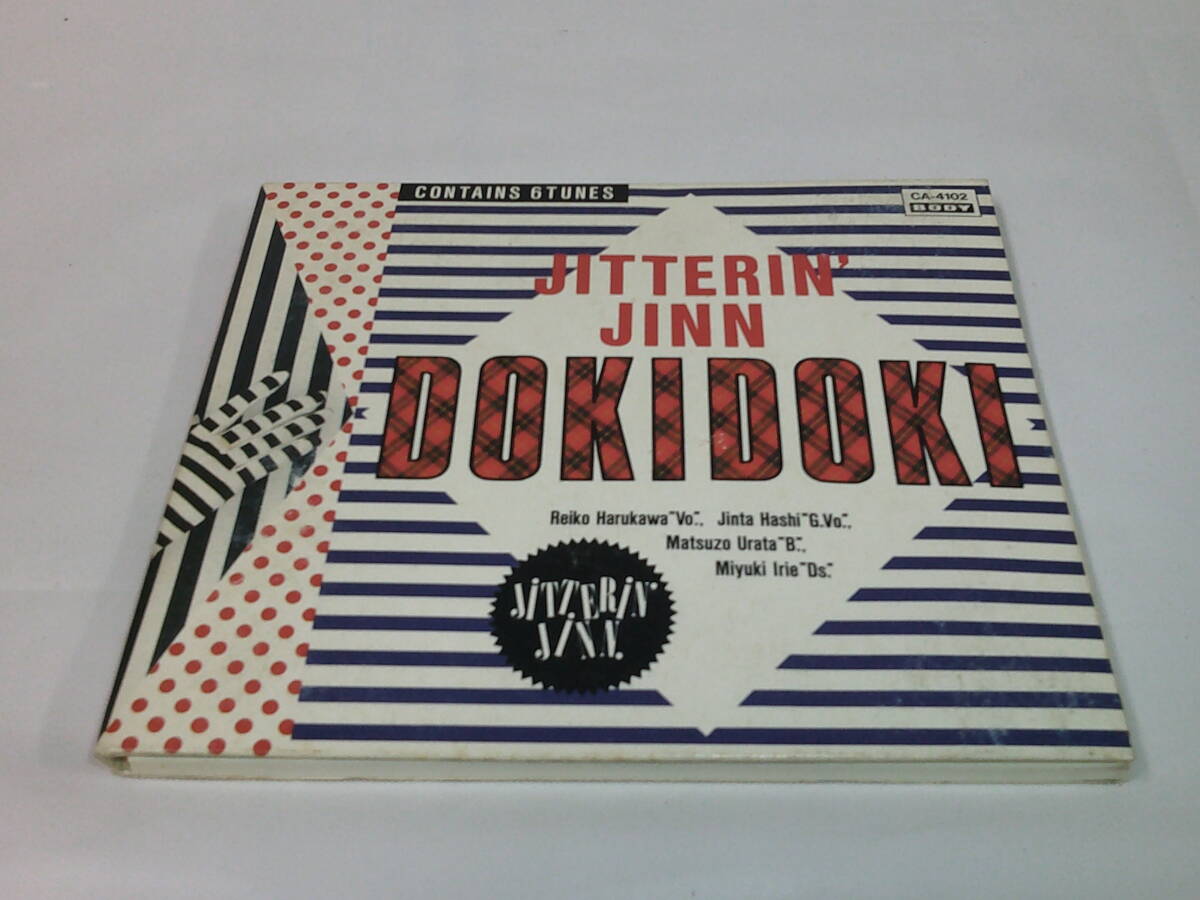 CONTAINS 6TUNES
CA-4102
BODY
JITTERIN'
JINN
DOKIDOKI
Reiko Harukawa"Vo.", Jinta Hashi"G.Vo.",
Matsuzo Urata"B.",
Miyuki Irie"Ds."
JiTTERiN'
JiNN.